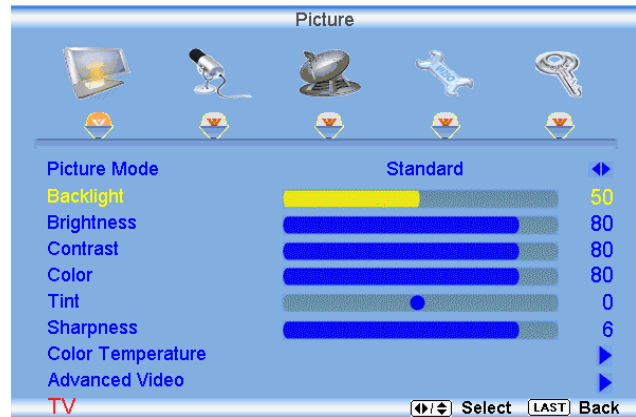 Picture
Picture Mode Standard
Backlight 50
Brightness 80
Contrast 80
Color 80
Tint 0
Sharpness 6
Color Temperature
Advanced Video
TV Select LAST Back